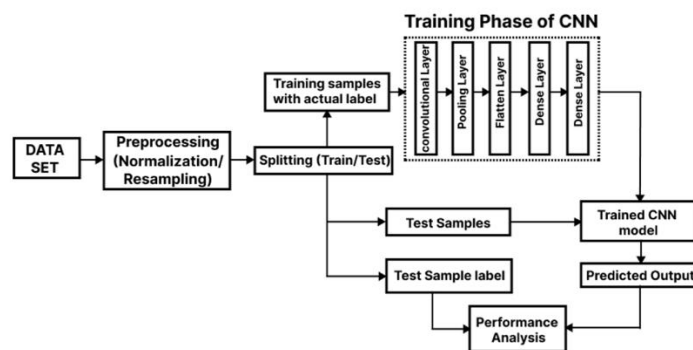 Training Phase of CNN
convolutional Layer
Pooling Layer
Flatten Layer
Dense Layer
Dense Layer
Training samples
with actual label
DATA
SET
Preprocessing
(Normalization/
Resampling)
Splitting (Train/Test)
Test Samples
Trained CNN
model
Test Sample label
Predicted Output
Performance
Analysis